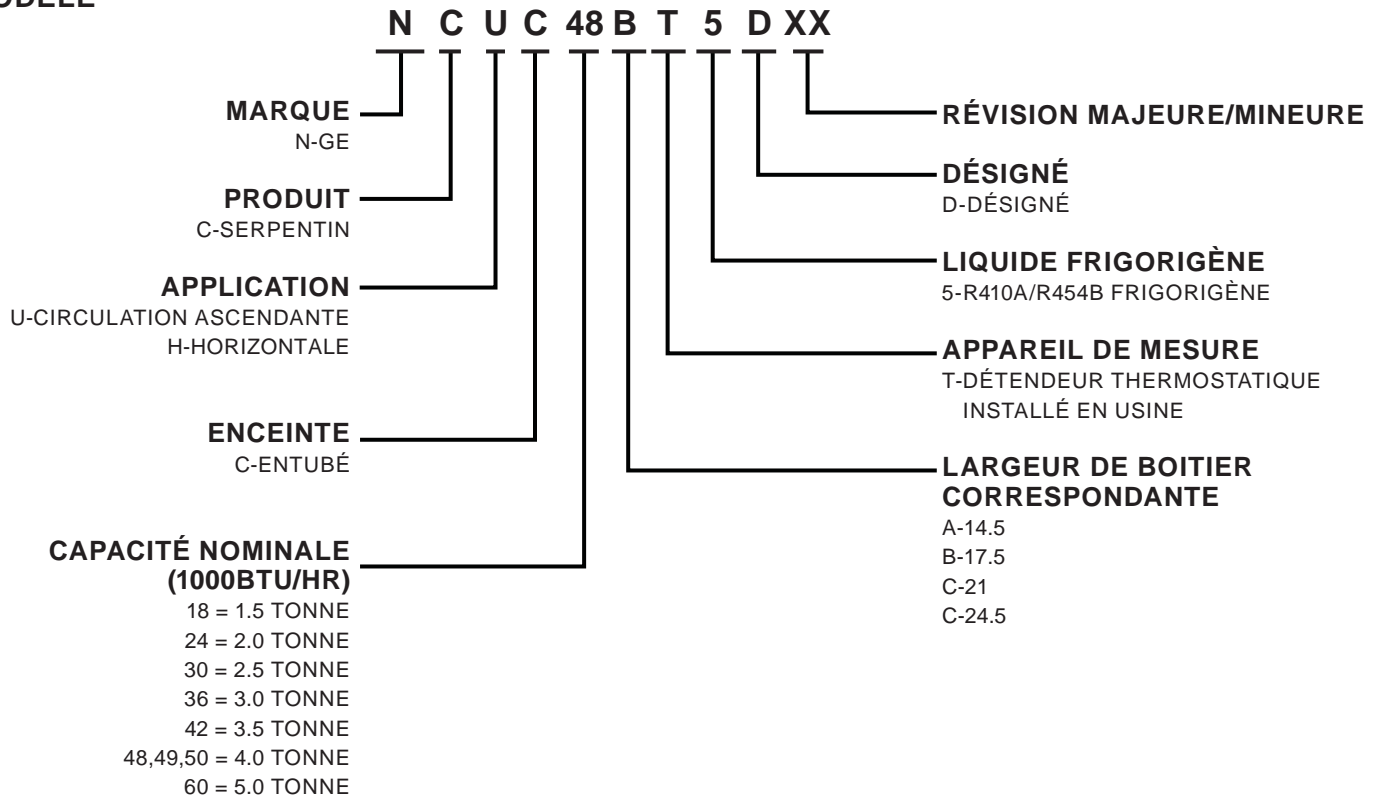 N C U C 48 B T 5 D XX
MARQUE
N-GE
PRODUIT
C-SERPENTIN
APPLICATION
U-CIRCULATION ASCENDANTE
H-HORIZONTALE
ENCEINTE
C-ENTUBÉ
CAPACITÉ NOMINALE
(1000BTU/HR)
18 = 1.5 TONNE
24 = 2.0 TONNE
30 = 2.5 TONNE
36 = 3.0 TONNE
42 = 3.5 TONNE
48,49,50 = 4.0 TONNE
60 = 5.0 TONNE
RÉVISION MAJEURE/MINEURE
DÉSIGNÉ
D-DÉSIGNÉ
LIQUIDE FRIGORIGÈNE
5-R410A/R454B FRIGORIGÈNE
APPAREIL DE MESURE
T-DÉTENDEUR THERMOSTATIQUE
INSTALLÉ EN USINE
LARGEUR DE BOITIER
CORRESPONDANTE
A-14.5
B-17.5
C-21
C-24.5